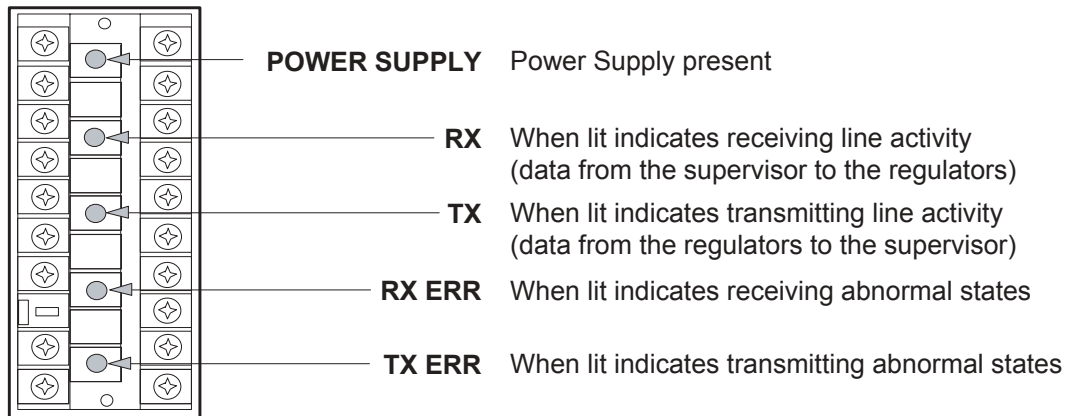 POWER SUPPLY Power Supply present
RX When lit indicates receiving line activity
(data from the supervisor to the regulators)
TX When lit indicates transmitting line activity
(data from the regulators to the supervisor)
RX ERR When lit indicates receiving abnormal states
TX ERR When lit indicates transmitting abnormal states